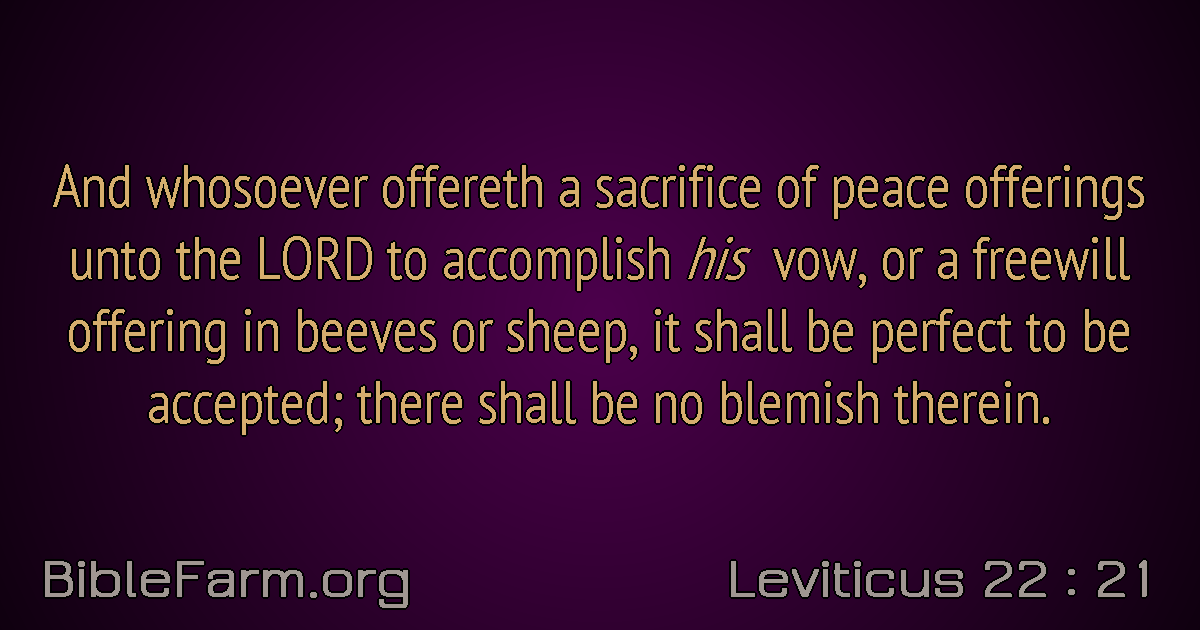 And whosoever offereth a sacrifice of peace offerings
unto the LORD to accomplish his vow, or a freewill
offering in beeves or sheep, it shall be perfect to be
accepted; there shall be no blemish therein.
BibleFarm.org
Leviticus 22 : 21